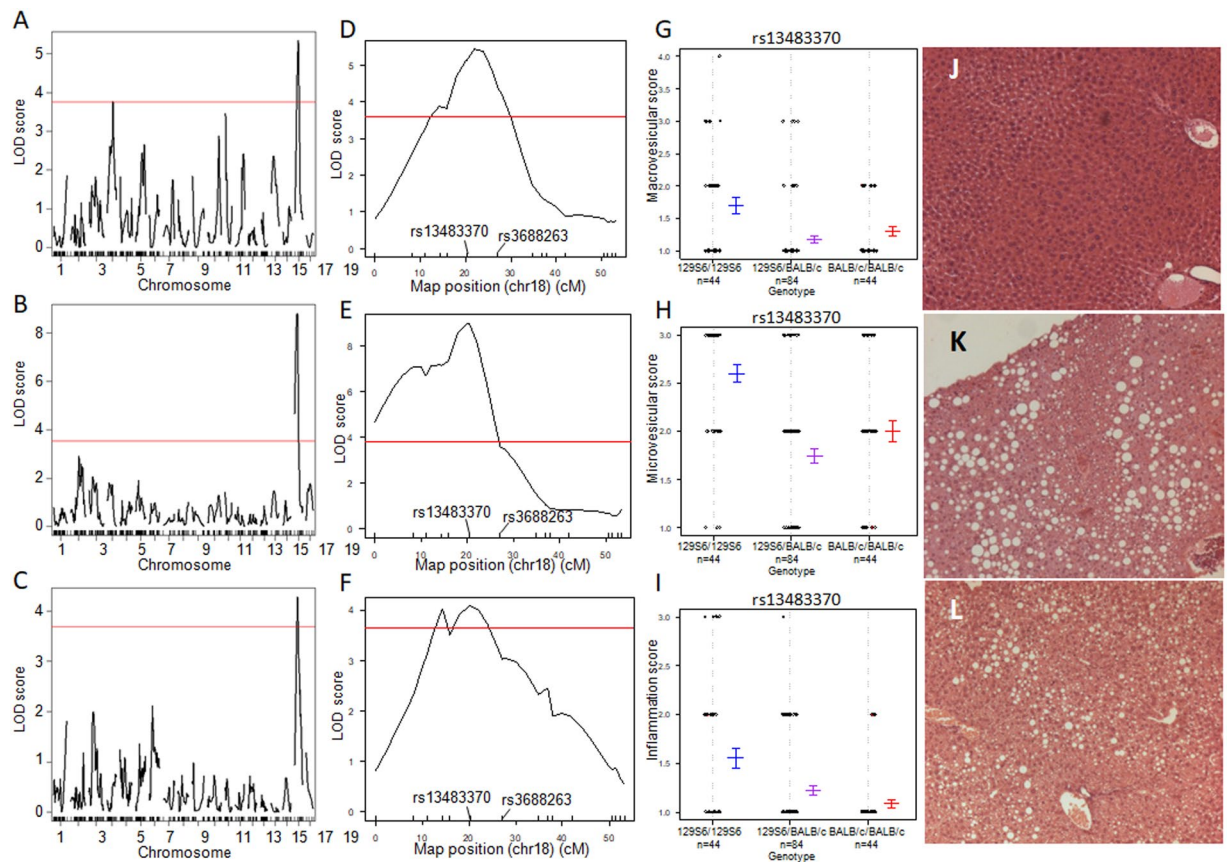 A
LOD score
5
4
3
2
1
0
1 3 5 7 9 11 13 15 17 19
Chromosome
B
LOD score
8
6
4
2
0
1 3 5 7 9 11 13 15 17 19
Chromosome
C
LOD score
4
3
2
1
0
1 3 5 7 9 11 13 15 17 19
Chromosome
D
LOD score
5
4
3
2
1
0
rs13483370
rs3688263
0 10 20 30 40 50
Map position (chr18) (cM)
E
LOD score
8
6
4
2
0
rs13483370
rs3688263
0 10 20 30 40 50
Map position (chr18) (cM)
F
LOD score
4
3
2
1
0
rs13483370
rs3688263
0 10 20 30 40 50
Map position (chr18) (cM)
G
rs13483370
Macrovesicular score
4.0
3.5
3.0
2.5
2.0
1.5
1.0
129S6/129S6 129S6/BALB/c BALB/c/BALB/c
n=44 n=84 n=44
Genotype
H
rs13483370
Microvesicular score
3.0
2.5
2.0
1.5
1.0
129S6/129S6 129S6/BALB/c BALB/c/BALB/c
n=44 n=84 n=44
Genotype
I
rs13483370
Inflammation score
3.0
2.5
2.0
1.5
1.0
129S6/129S6 129S6/BALB/c BALB/c/BALB/c
n=44 n=84 n=44
Genotype
J
K
L